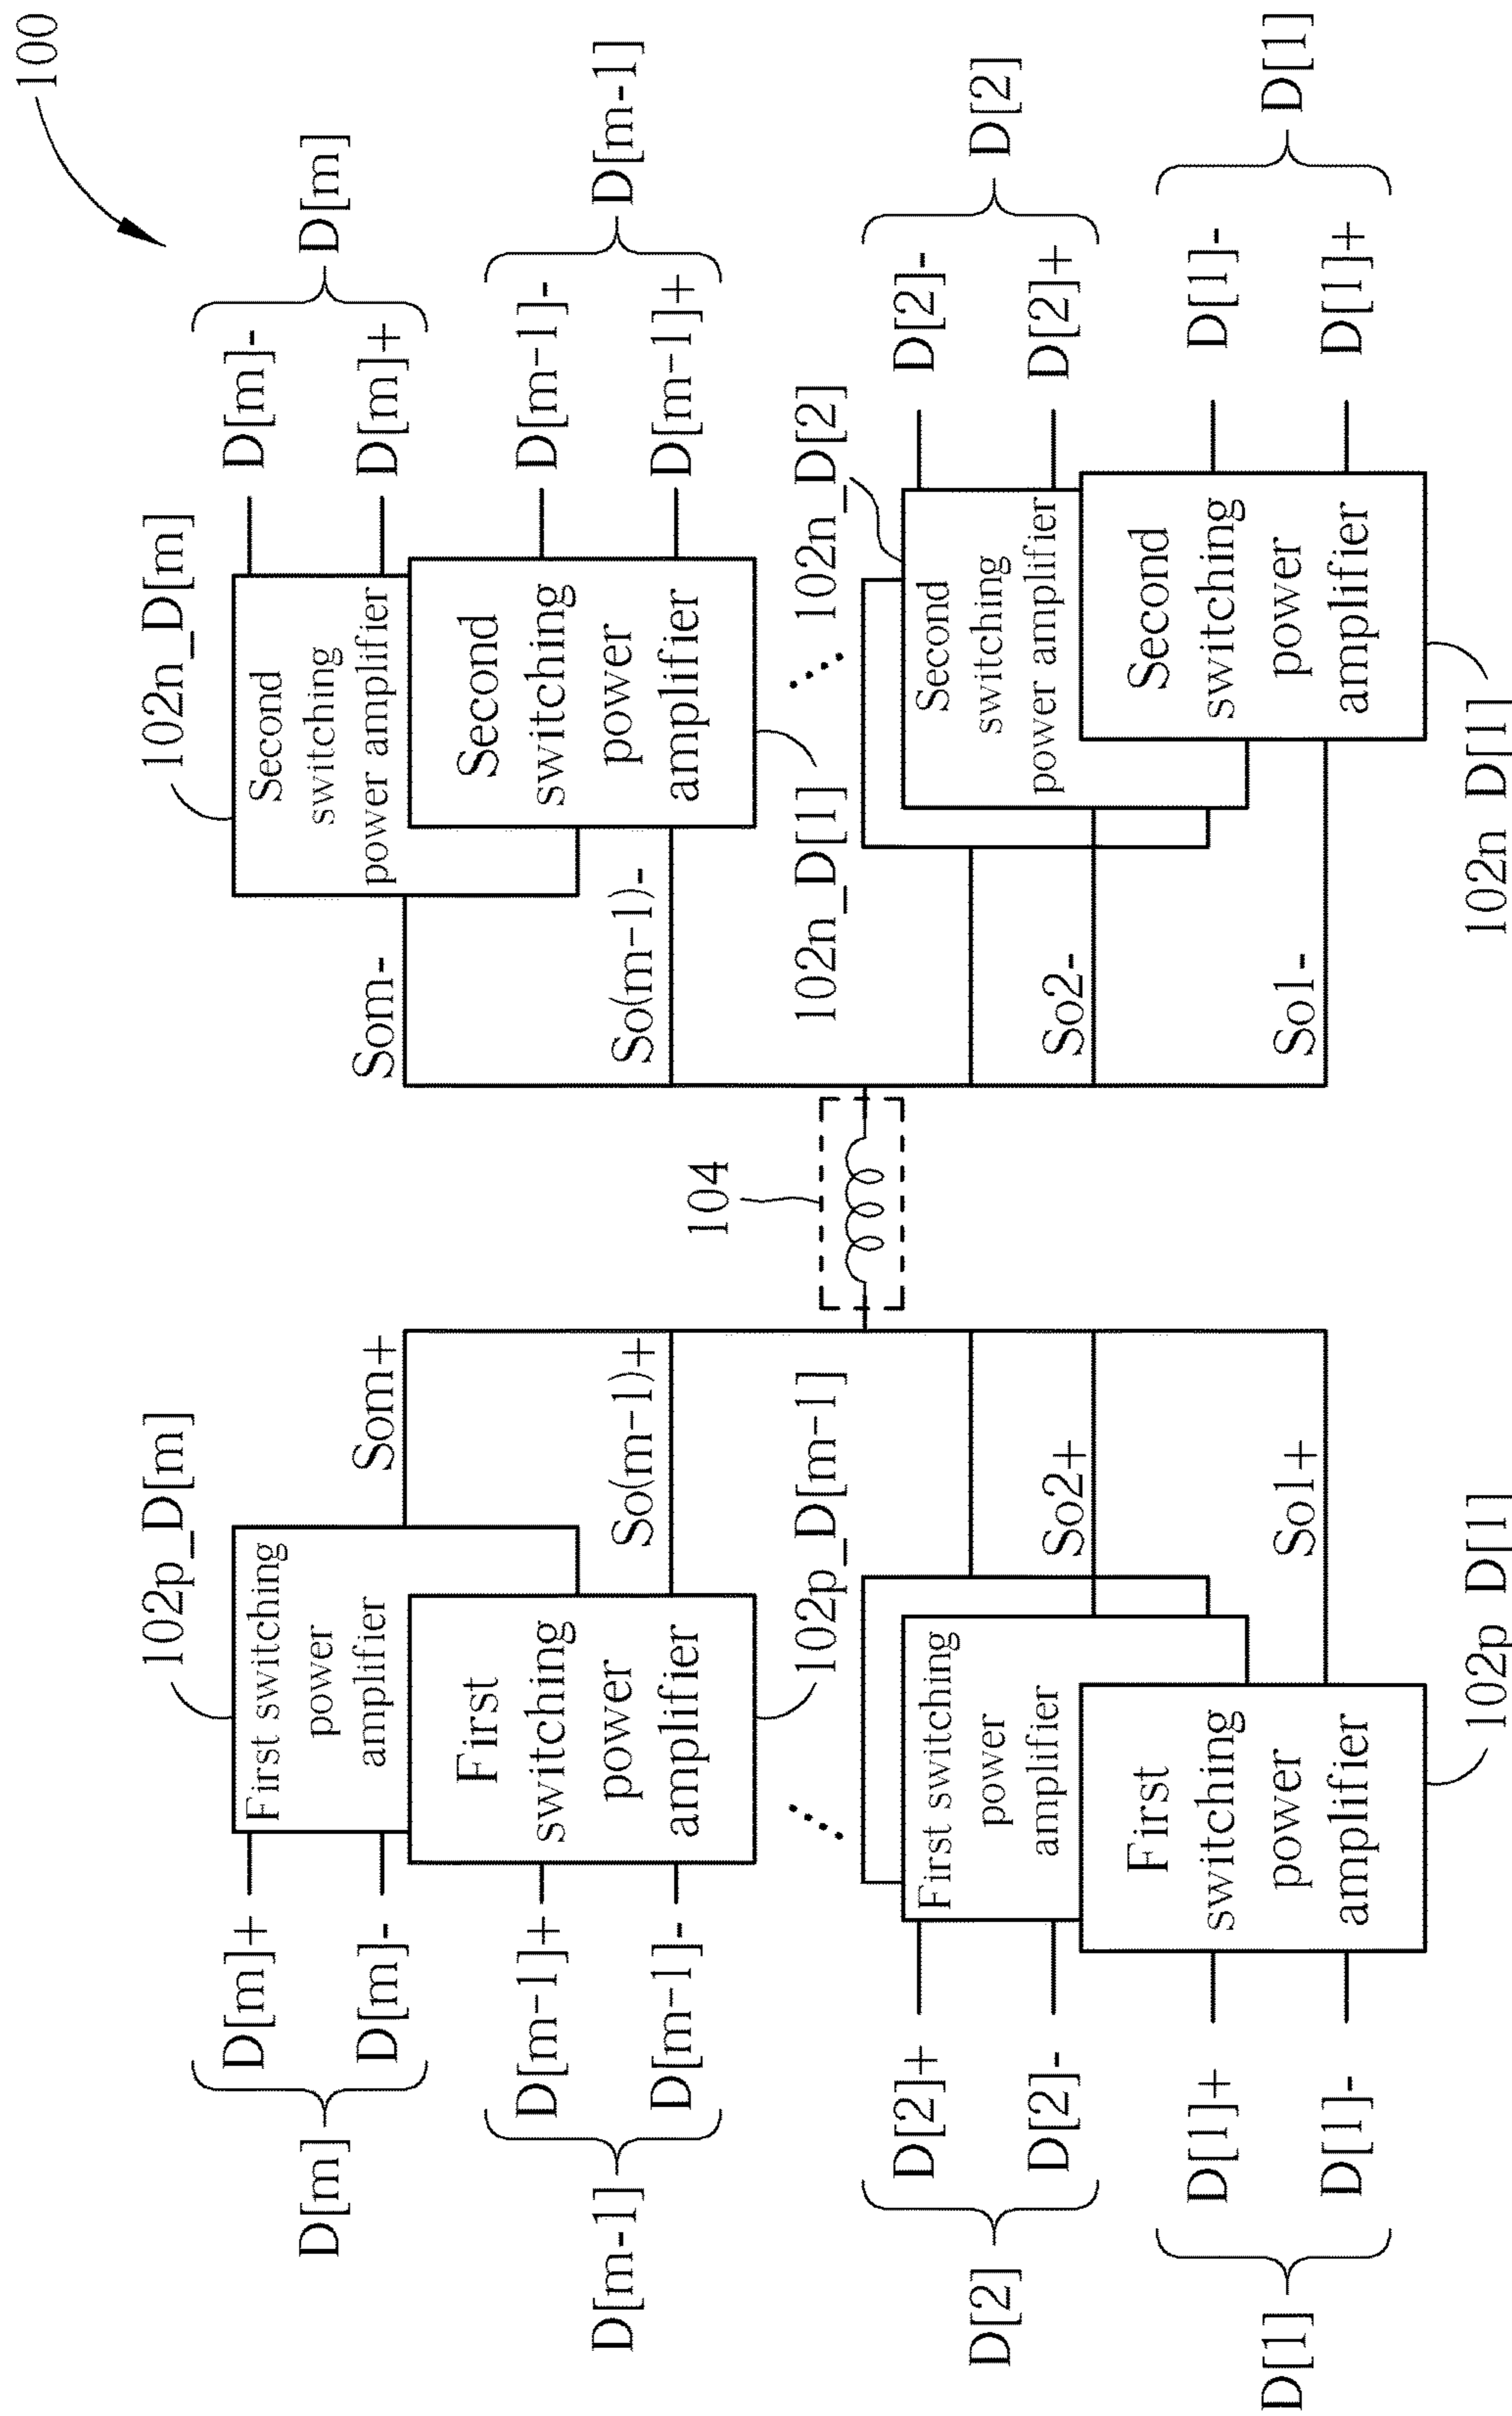 100
102p_D[m]
102n_D[m]
D[m]
D[m]+
D[m]-
First switching
power
amplifier
Som+
Som-
Second
switching
power amplifier
D[m]-
D[m]+
D[m]
D[m-1]
D[m-1]+
D[m-1]-
First
switching
power
amplifier
So(m-1)+
104
So(m-1)-
Second
switching
power
amplifier
D[m-1]-
D[m-1]+
D[m-1]
102p_D[m-1]
102n_D[1]
102n_D[2]
D[2]
D[2]+
D[2]-
First switching
power
amplifier
So2+
So2-
Second
switching
power amplifier
D[2]-
D[2]+
D[2]
D[1]
D[1]+
D[1]-
First
switching
power
amplifier
So1+
So1-
Second
switching
power
amplifier
D[1]-
D[1]+
D[1]
102p D[1]
102n D[1]